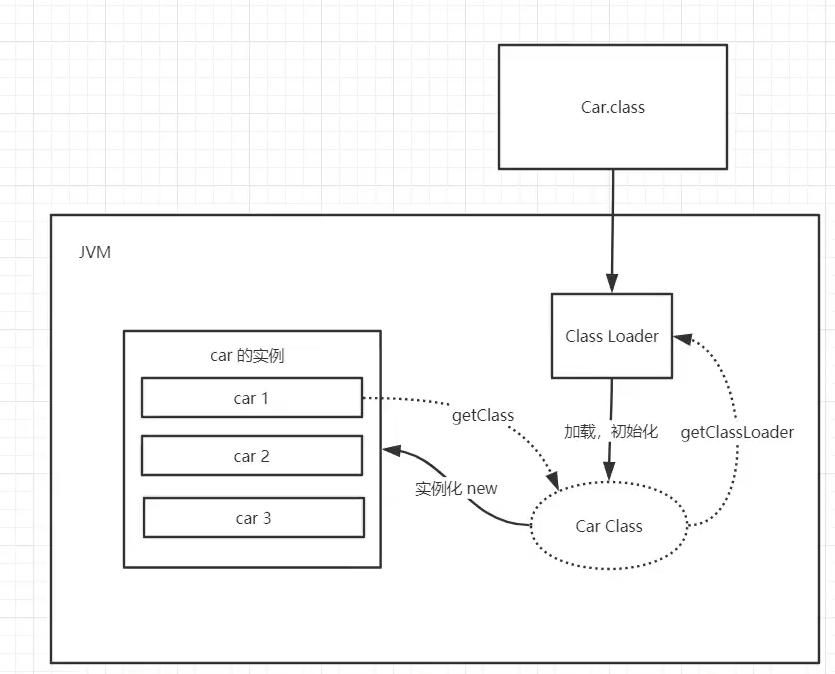 Car.class
JVM
Class Loader
car 的实例
car 1
getClass
加载，初始化
getClassLoader
car 2
实例化 new
car 3
Car Class